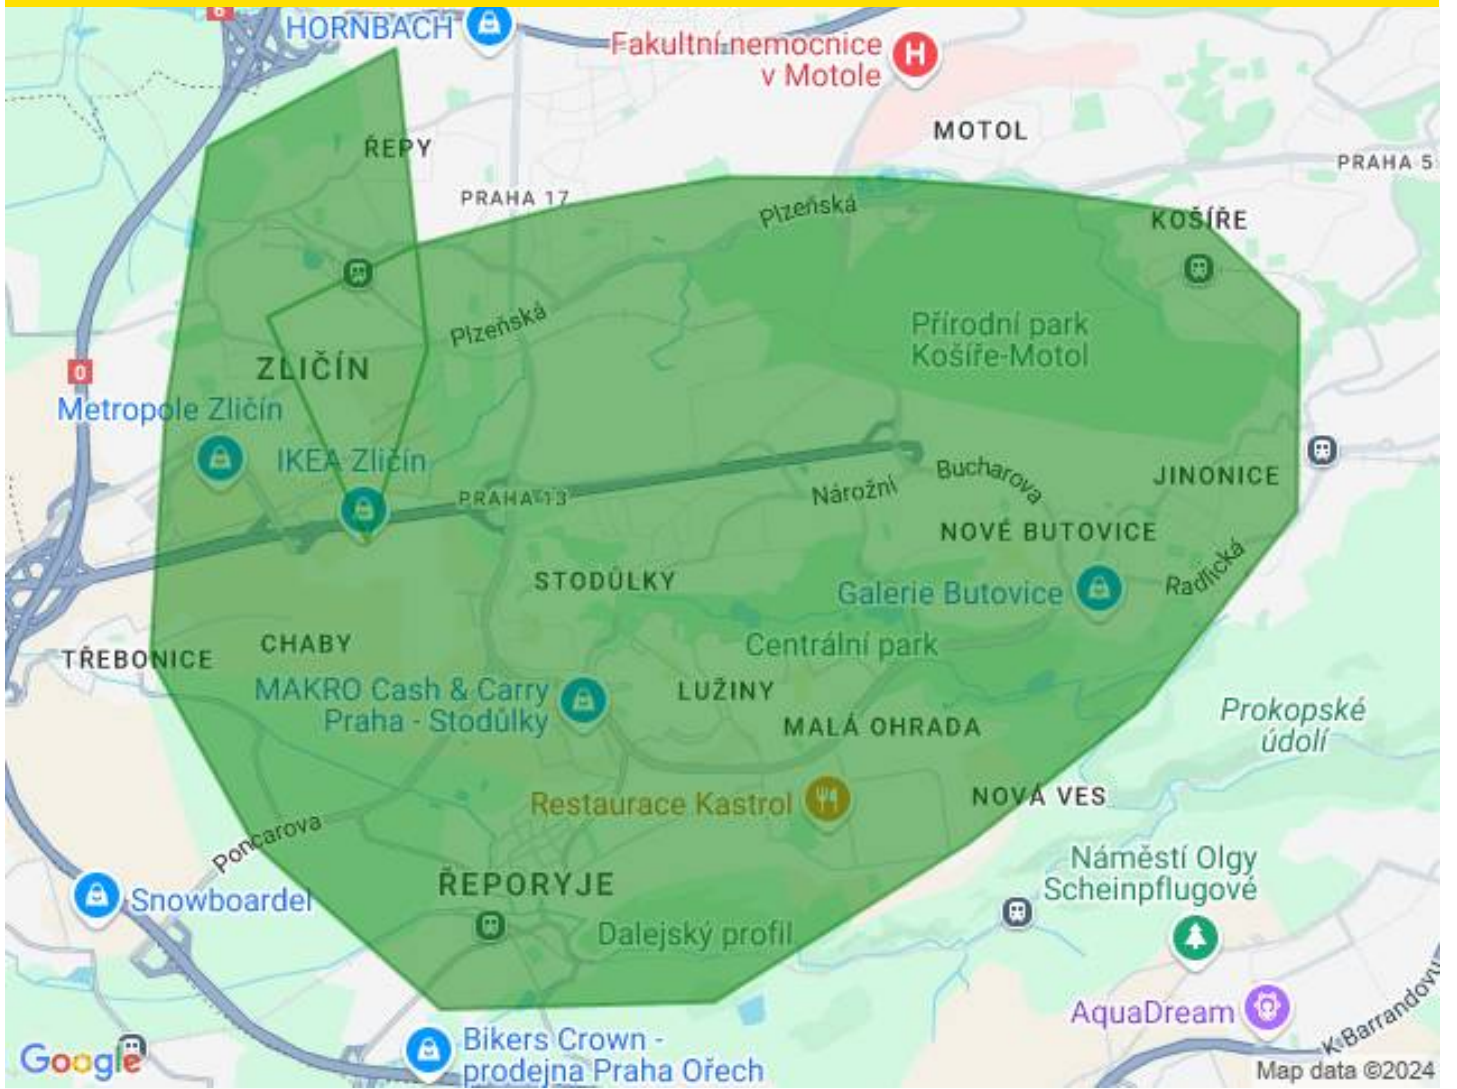 6
HORNBACH
Fakultní nemocnice
v Motole
MOTOL
ŘEPY
PRAHA 5
PRAHA 17
Plzeňská
KOŠÍŘE
Plzeňská
Přírodní park
Košíře-Motol
ZLIČÍN
0
Metropole Zličín
IKEA Zličín
PRAHA 13
Nárožní
Bucharova
JINONICE
NOVÉ BUTOVICE
STODŮLKY
Radlická
Galerie Butovice
CHABY
TŘEBONICE
Centrální park
MAKRO Cash & Carry
Praha - Stodůlky
LUŽINY
MALÁ OHRADA
Prokopské
údolí
Restaurace Kastrol
NOVÁ VES
Poncarova
Náměstí Olgy
Scheinpflugové
ŘEPORYJE
Snowboardel
Dalejský profil
AquaDream
K Barrandovu
Bikers Crown -
prodejna Praha Ořech
Google
Map data ©2024